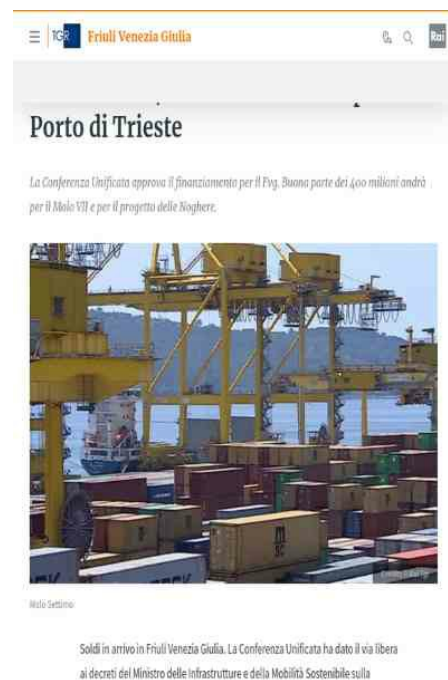 TGR Friuli Venezia Giulia
Rai
Porto di Trieste
La Conferenza Unificata approva il finanziamento per il Fvg. Buona parte dei 400 milioni andrà
per il Molo VII e per il progetto delle Noghere.
m
SC
Molo Settimo
Soldi in arrivo in Friuli Venezia Giulia. La Conferenza Unificata ha dato il via libera
ai decreti del Ministro delle Infrastrutture e della Mobilità Sostenibile sulla